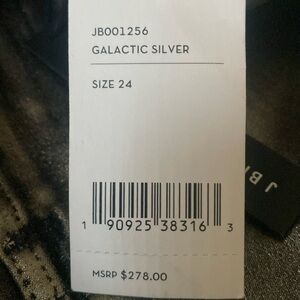 JB001256
GALACTIC SILVER
SIZE 24
1 90925 38316 3
MSRP $278.00